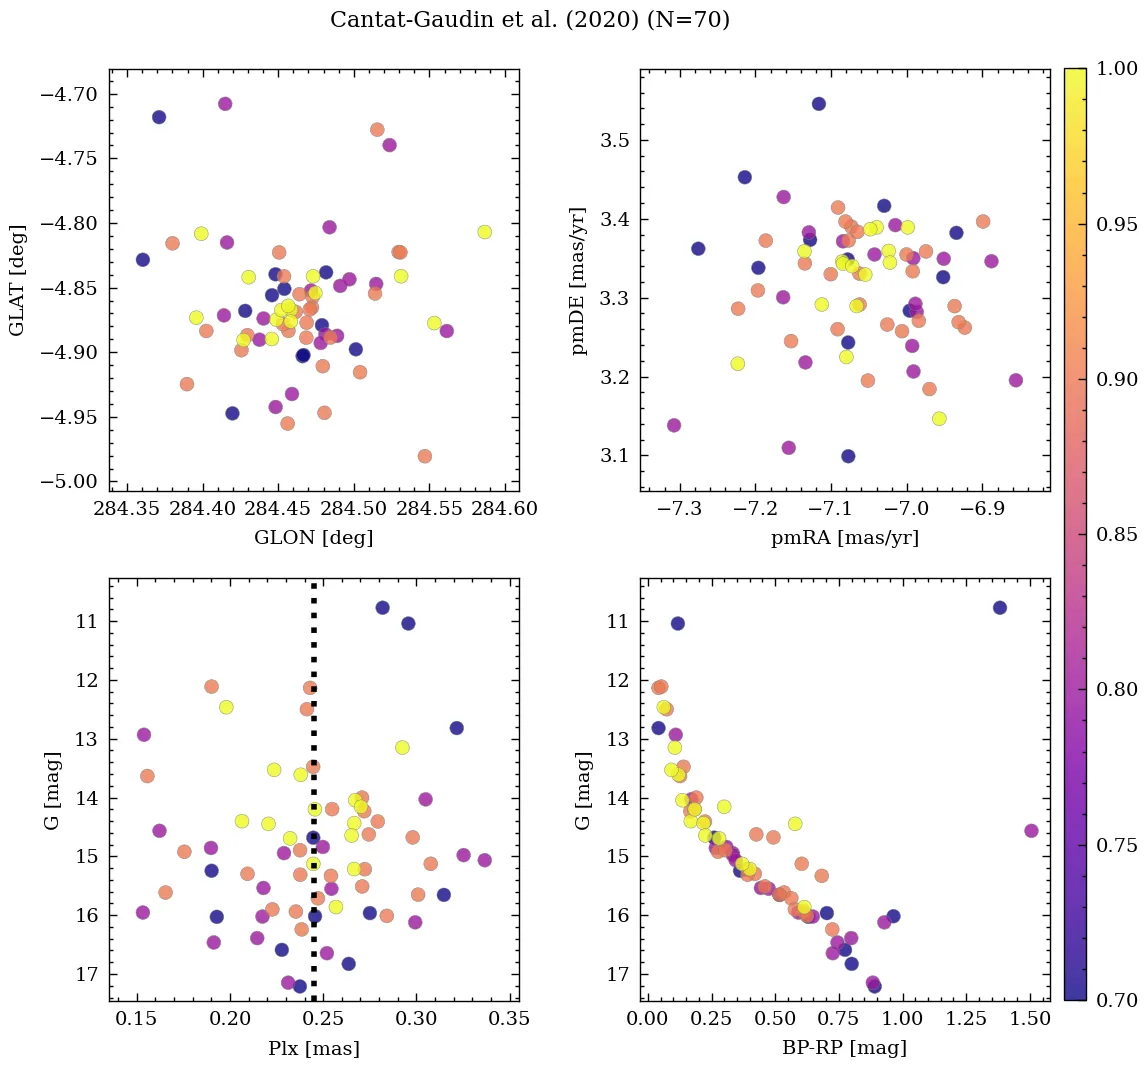 Cantat-Gaudin et al. (2020) (N=70)
−4.70
−4.75
−4.80
−4.85
−4.90
−4.95
−5.00
GLAT [deg]
284.35 284.40 284.45 284.50 284.55 284.60
GLON [deg]
3.5
3.4
3.3
3.2
3.1
pmDE [mas/yr]
−7.3 −7.2 −7.1 −7.0 −6.9
pmRA [mas/yr]
11
12
13
14
15
16
17
G [mag]
0.15 0.20 0.25 0.30 0.35
Plx [mas]
11
12
13
14
15
16
17
G [mag]
0.00 0.25 0.50 0.75 1.00 1.25 1.50
BP-RP [mag]
1.00
0.95
0.90
0.85
0.80
0.75
0.70